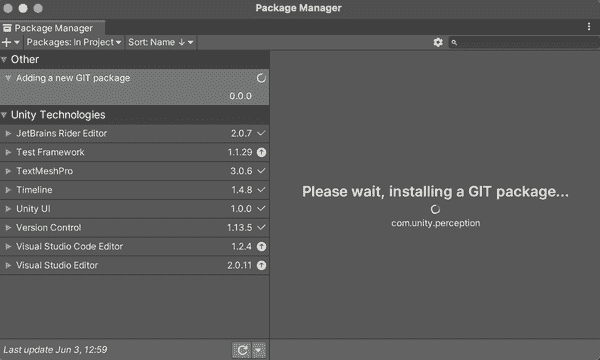 Package Manager
Package Manager
Packages: In Project
Sort: Name ↓
Other
Adding a new GIT package
0.0.0
Unity Technologies
JetBrains Rider Editor 2.0.7
Test Framework 1.1.29
TextMeshPro 3.0.6
Timeline 1.4.8
Unity UI 1.0.0
Version Control 1.13.5
Visual Studio Code Editor 1.2.4
Visual Studio Editor 2.0.11
Please wait, installing a GIT package...
com.unity.perception
Last update Jun 3, 12:59